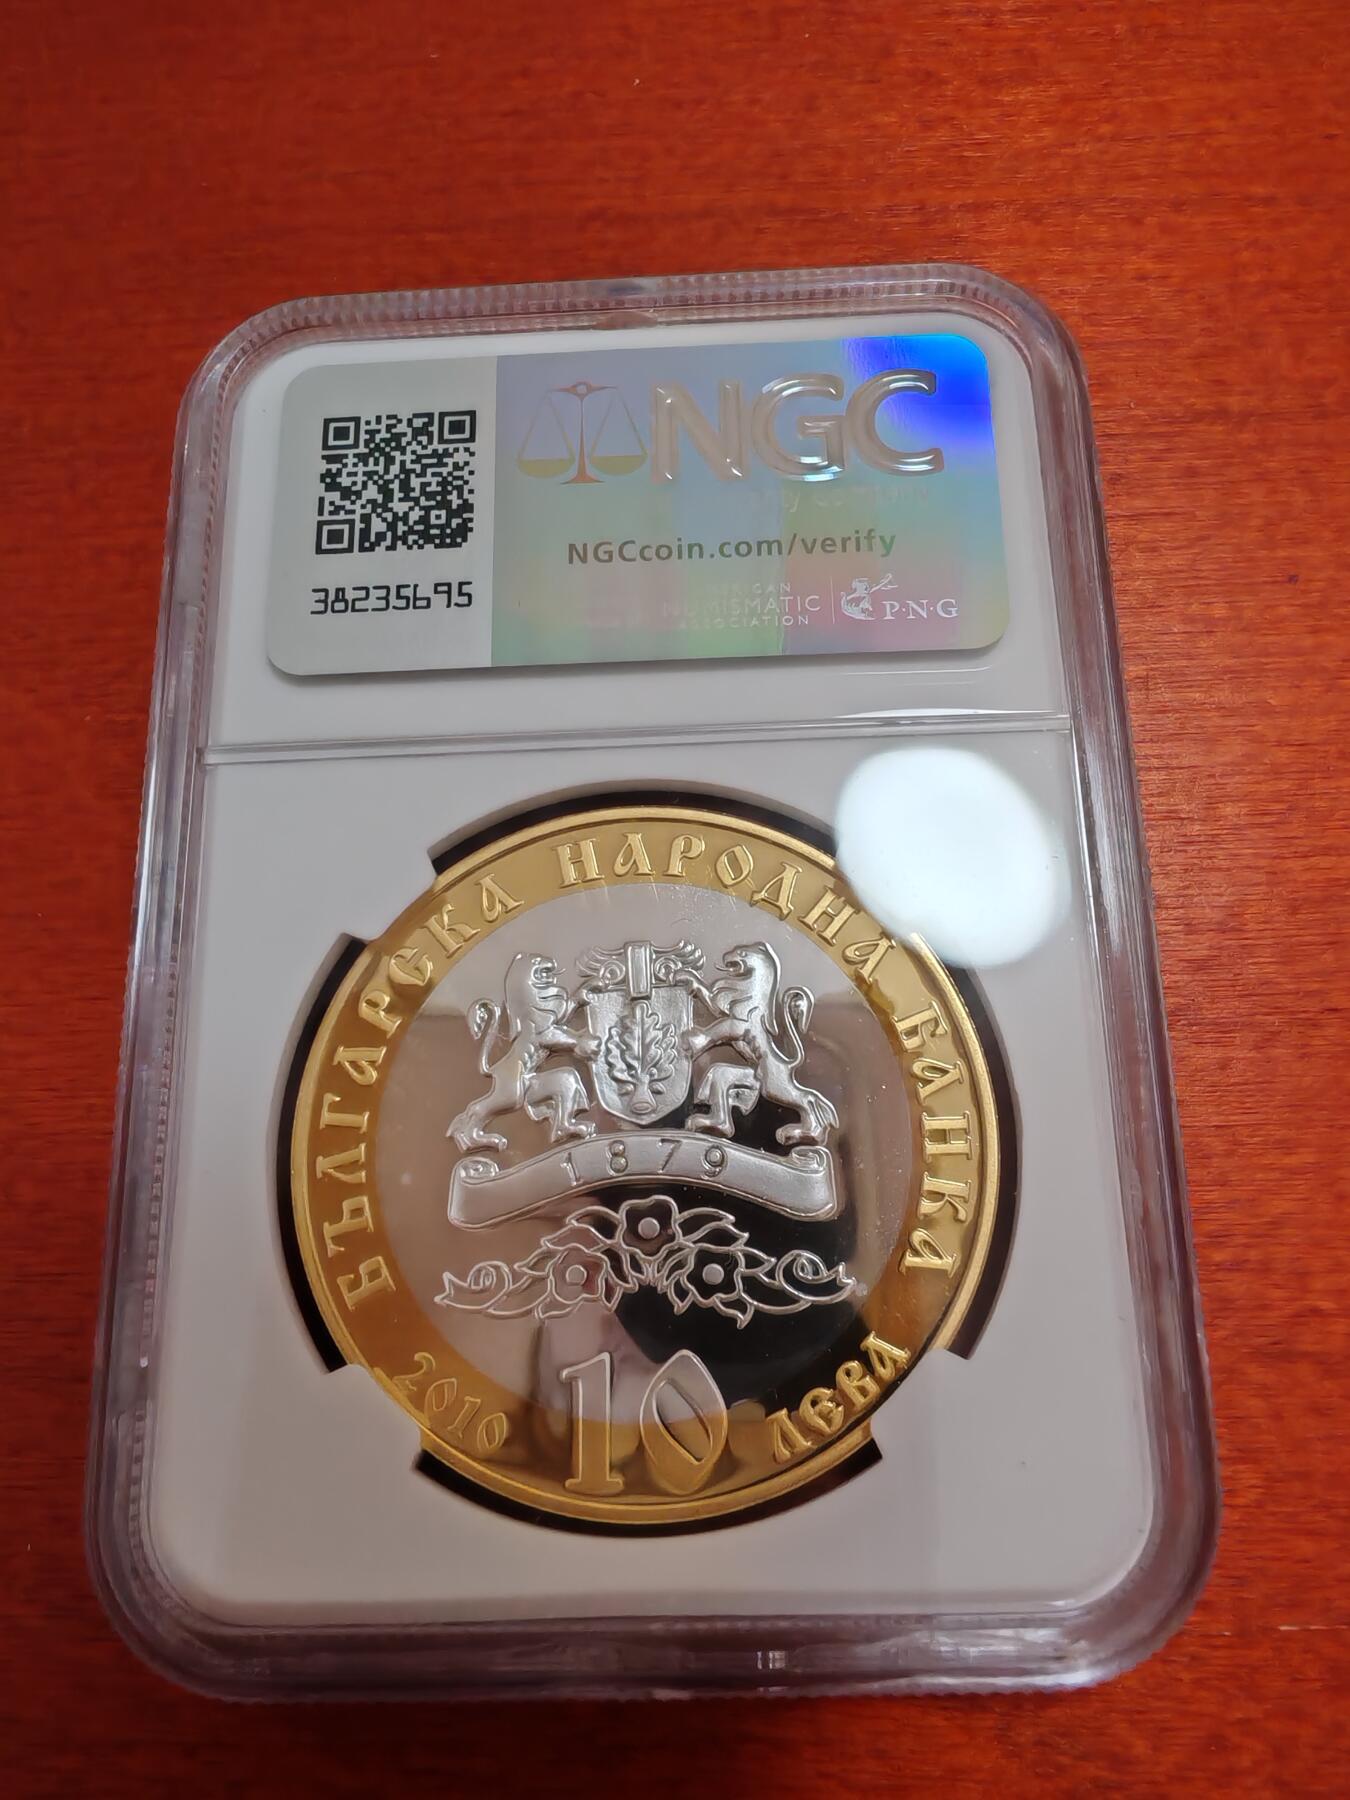 NGC
NGCcoin.com/verify
38235695
NUMISMATIC
ASSOCIATION
P·N·G
БЪЛГАРСКА НАРОДНА БАНКА
1879
2010
10
ЛЕВА